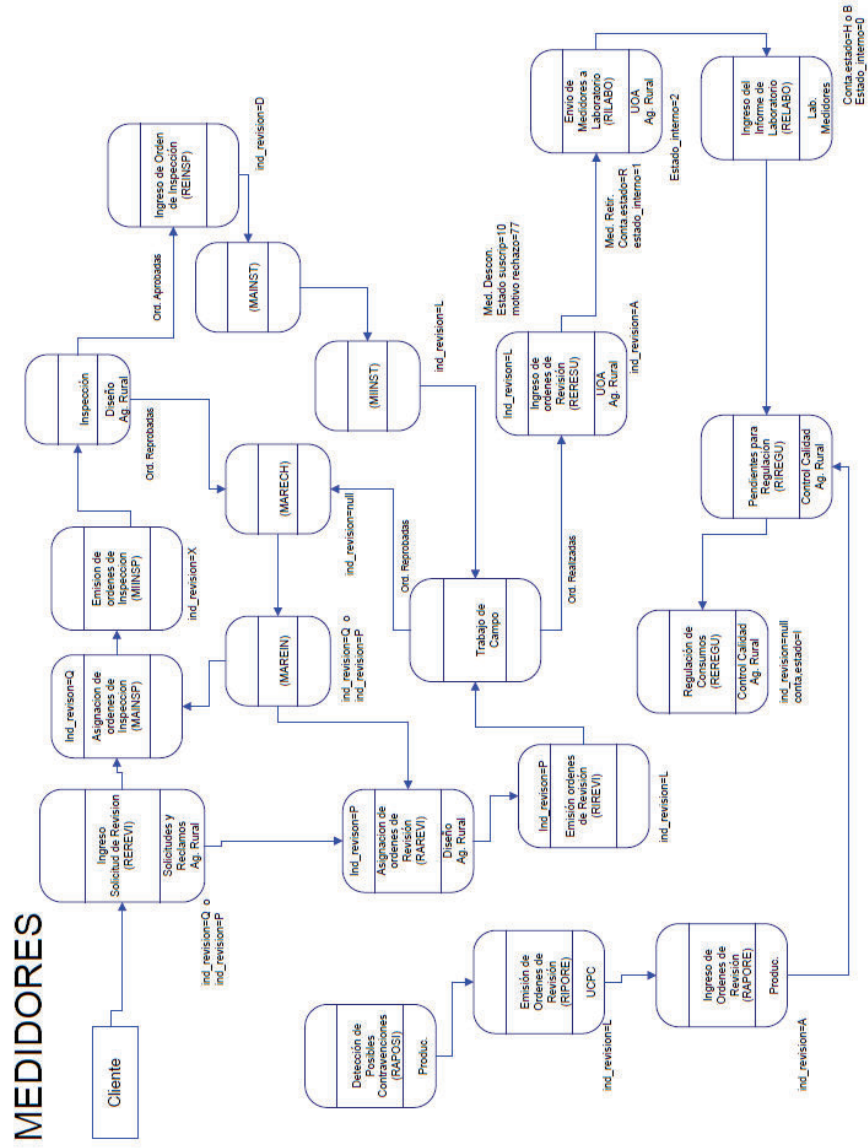 MEDIDORES
Cliente
Ingreso
Solicitud de Revision
(REREVI)
Solicitudes y
Reclamos
Ag. Rural
ind_revision=Q o
ind_revision=P
Ind_revison=Q
Asignacion de
ordenes de
Inspección
(MAINSP)
Emision de
ordenes de
Inspeccion
(MIINSP)
ind_revision=X
Inspección
Diseño
Ag. Rural
Ord. Aprobadas
Ord. Reprobadas
Ingreso de Orden
de Inspección
(REINSP)
ind_revision=D
(MAINST)
(MIINST)
ind_revision=L
(MARECH)
ind_revision=null
(MAREIN)
ind_revision=Q o
ind_revision=P
Ind_revison=P
Asignacion de
ordenes de
Revisión
(RAREVI)
Diseño
Ag. Rural
Ind_revison=P
Emisión ordenes
de Revisión
(RIREVI)
ind_revision=L
Trabajo de
Campo
Ord. Reprobadas
Ord. Realizadas
Ind_revison=L
Ingreso de
ordenes de
Revisión
(RERESU)
UOA
Ag. Rural
ind_revision=A
Med. Descon.
Estado suscrip=10
motivo rechazo=77
Med. Retir.
Conta.estado=R
estado_interno=1
Envío de
Medidores a
Laboratorio
(RILABO)
UOA
Ag. Rural
Estado_interno=2
Ingreso del
Informe de
Laboratorio
(RELABO)
Lab.
Medidores
Conta.estado=H o B
Estado_interno=0
Pendientes para
Regulación
(RIREGU)
Control Calidad
Ag. Rural
Regulación de
Consumos
(REREGU)
Control Calidad
Ag. Rural
ind_revision=null
conta,estado=I
Detección de
Posibles
Contravenciones
(RAPOSI)
Produc.
Emisión de
Ordenes de
Revisión
(RIPORE)
UCPC
ind_revision=L
Ingreso de
Ordenes de
Revisión
(RAPORE)
Produc.
ind_revision=A